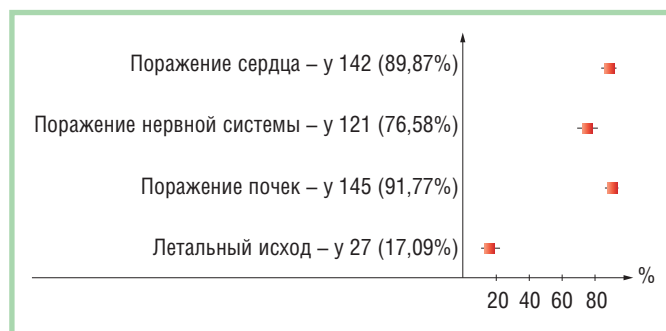 Поражение сердца – у 142 (89,87%)
Поражение нервной системы – у 121 (76,58%)
Поражение почек – у 145 (91,77%)
Летальный исход – у 27 (17,09%)
%
20 40 60 80